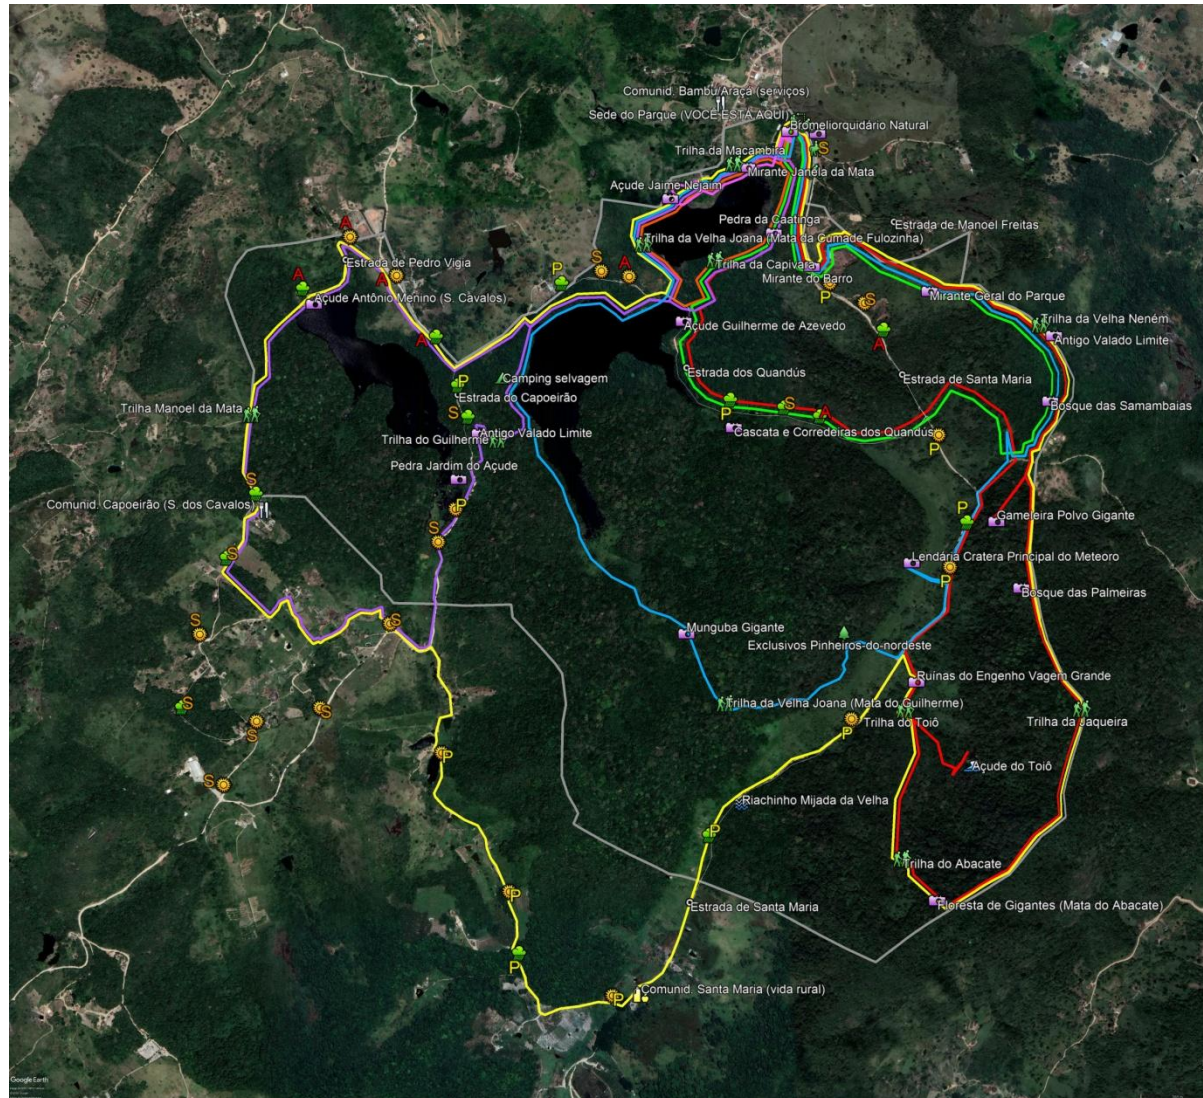 Comunid. Bambu/Araçá (serviços)
Sede do Parque (VOCÊ ESTÁ AQUI)
Bromeliorquidário Natural
S
Trilha da Macambira
Mirante Janela da Mata
Açude Jaime Nejaim
Pedra da Caatinga
Estrada de Manoel Freitas
A
Trilha da Velha Joana (Mata da Cumade Fulozinha)
Estrada de Pedro Vigia
S
A
Trilha da Capivara
A
A
P
Mirante do Barro
Açude Antônio Menino (S. Cavalos)
P
S
Mirante Geral do Parque
Trilha da Velha Neném
Açude Guilherme de Azevedo
A
A
Antigo Valado Limite
Estrada dos Quandús
Camping selvagem
P
Estrada de Santa Maria
Estrada do Capoeirão
Trilha Manoel da Mata
S
P
S
A
Bosque das Samambaias
Antigo Valado Limite
Cascata e Corredeiras dos Quandús
P
Trilha do Guilherme
Pedra Jardim do Açude
S
Comunid. Capoeirão (S. dos Cavalos)
P
P
Gameleira Polvo Gigante
S
S
Lendária Cratera Principal do Meteoro
P
Bosque das Palmeiras
S
S
Munguba Gigante
Exclusivos Pinheiros-do-nordeste
Ruínas do Engenho Vagem Grande
S
S
Trilha da Velha Joana (Mata do Guilherme)
Trilha do Toiô
Trilha da Jaqueira
P
S
P
Açude do Toiô
S
Riachinho Mijada da Velha
P
Trilha do Abacate
P
Estrada de Santa Maria
Floresta de Gigantes (Mata do Abacate)
P
Comunid. Santa Maria (vida rural)
P
Google Earth